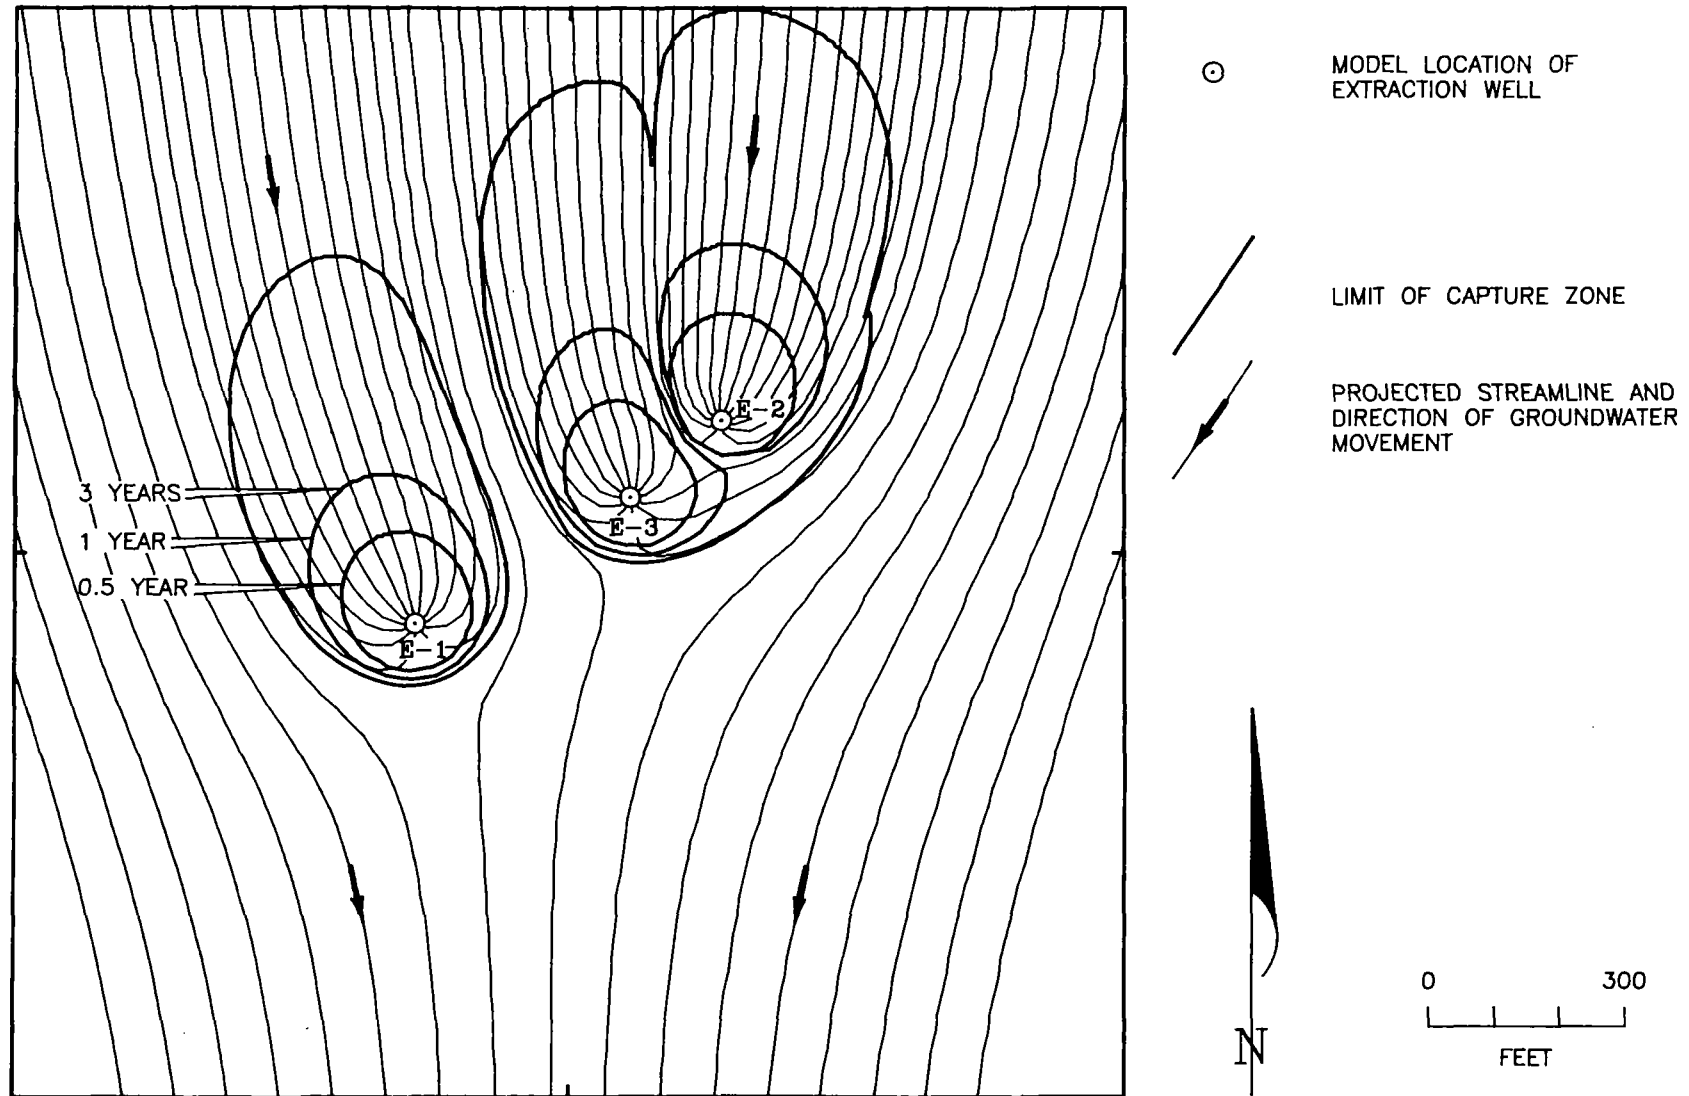 MODEL LOCATION OF
EXTRACTION WELL
LIMIT OF CAPTURE ZONE
PROJECTED STREAMLINE AND
DIRECTION OF GROUNDWATER
MOVEMENT
E-2
E-3
E-1
3 YEARS
1 YEAR
0.5 YEAR
N
0 300
FEET